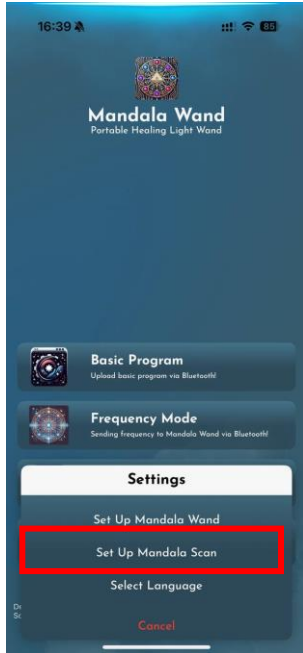 16:39
85
Mandala Wand
Portable Healing Light Wand
Basic Program
Upload basic program via Bluetooth!
Frequency Mode
Sending frequency to Mandala Wand via Bluetooth!
Settings
Set Up Mandala Wand
Set Up Mandala Scan
Select Language
Cancel